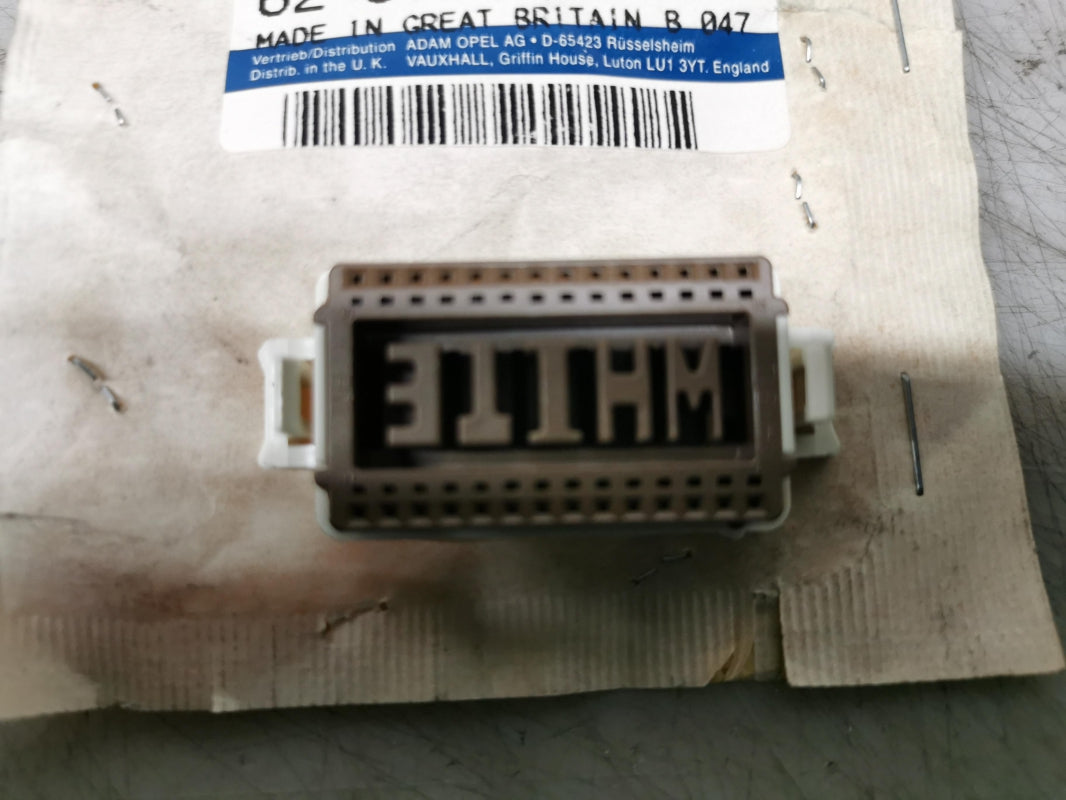 MADE IN GREAT BRITAIN B 047
Vertrieb/Distribution ADAM OPEL AG • D-65423 Rüsselsheim
Distrib. in the U. K. VAUXHALL, Griffin House, Luton LU1 3YT. England
WHITE